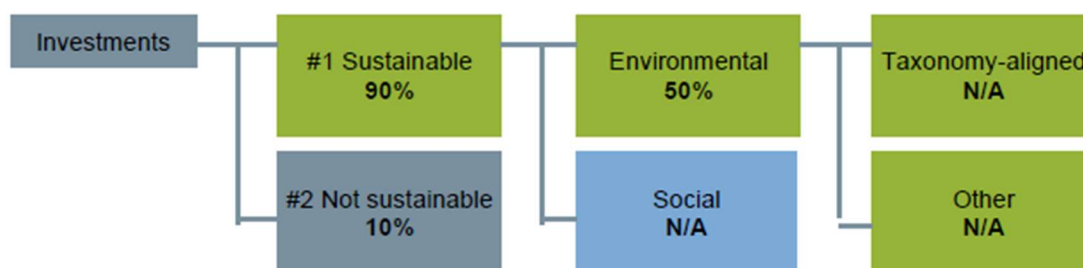 Investments
#1 Sustainable
90%
Environmental
50%
Taxonomy-aligned
N/A
#2 Not sustainable
10%
Social
N/A
Other
N/A